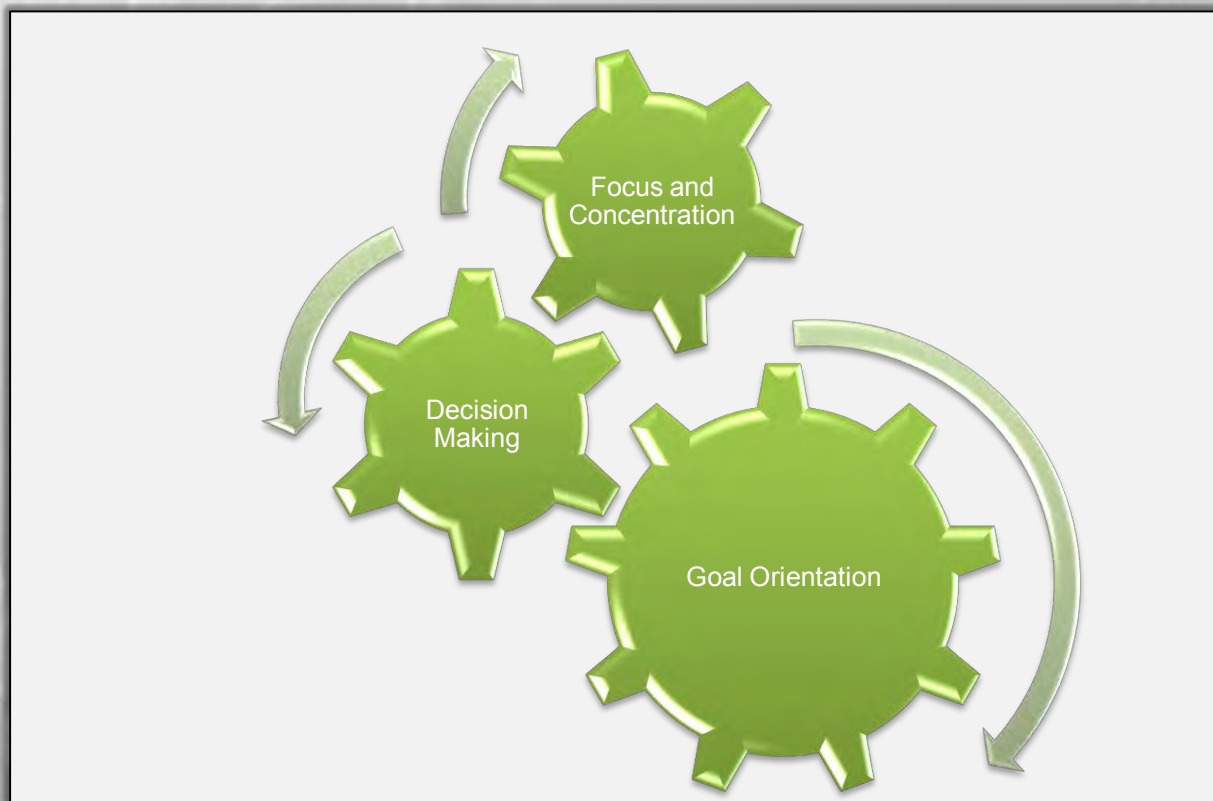 Focus and
Concentration
Decision
Making
Goal Orientation